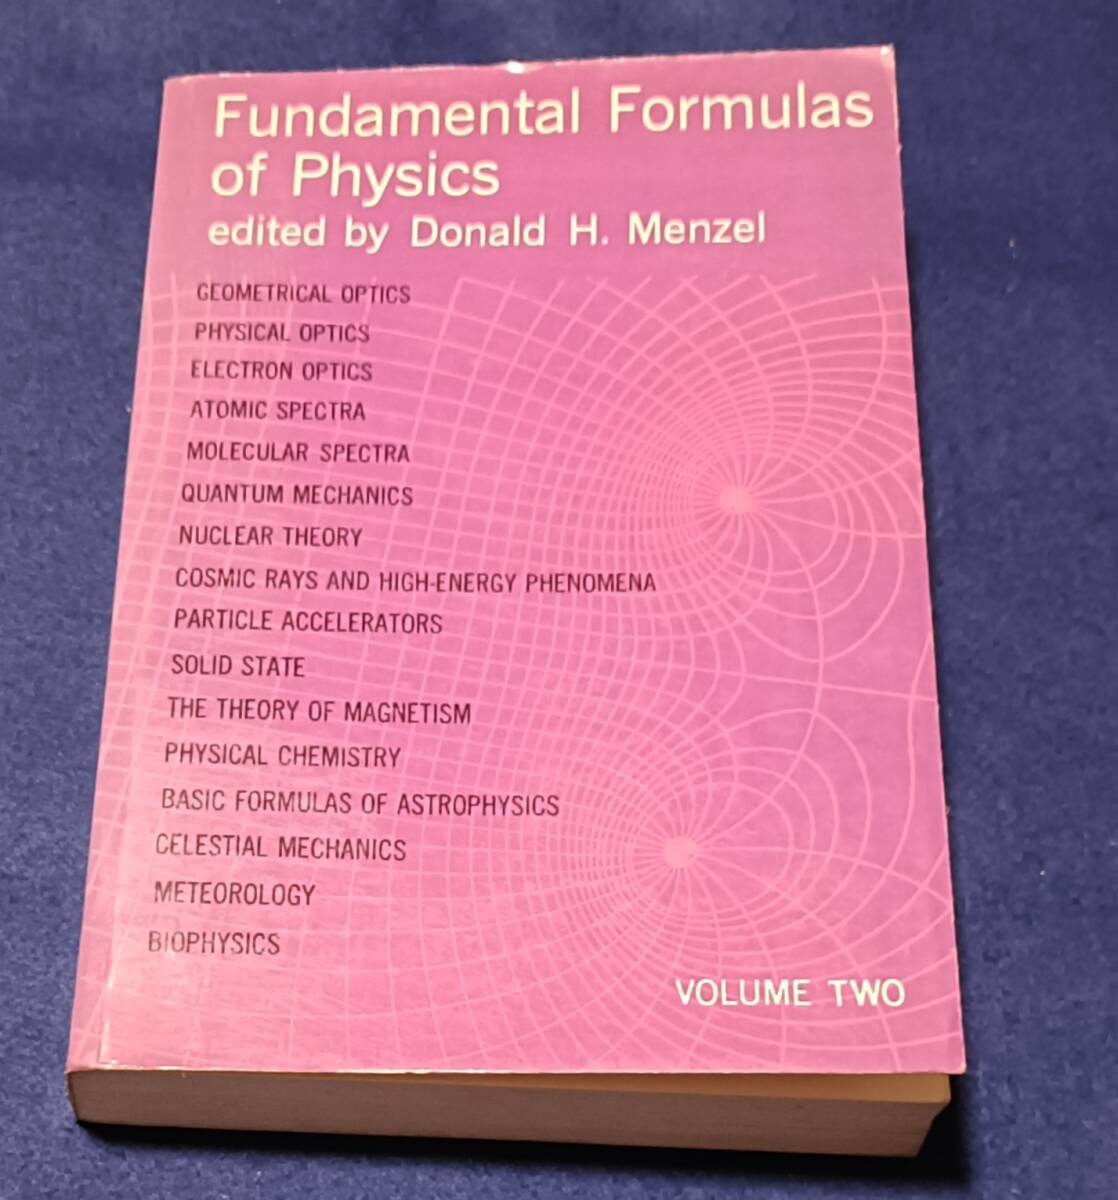 Fundamental Formulas
of Physics
edited by Donald H. Menzel
GEOMETRICAL OPTICS
PHYSICAL OPTICS
ELECTRON OPTICS
ATOMIC SPECTRA
MOLECULAR SPECTRA
QUANTUM MECHANICS
NUCLEAR THEORY
COSMIC RAYS AND HIGH-ENERGY PHENOMENA
PARTICLE ACCELERATORS
SOLID STATE
THE THEORY OF MAGNETISM
PHYSICAL CHEMISTRY
BASIC FORMULAS OF ASTROPHYSICS
CELESTIAL MECHANICS
METEOROLOGY
BIOPHYSICS
VOLUME TWO